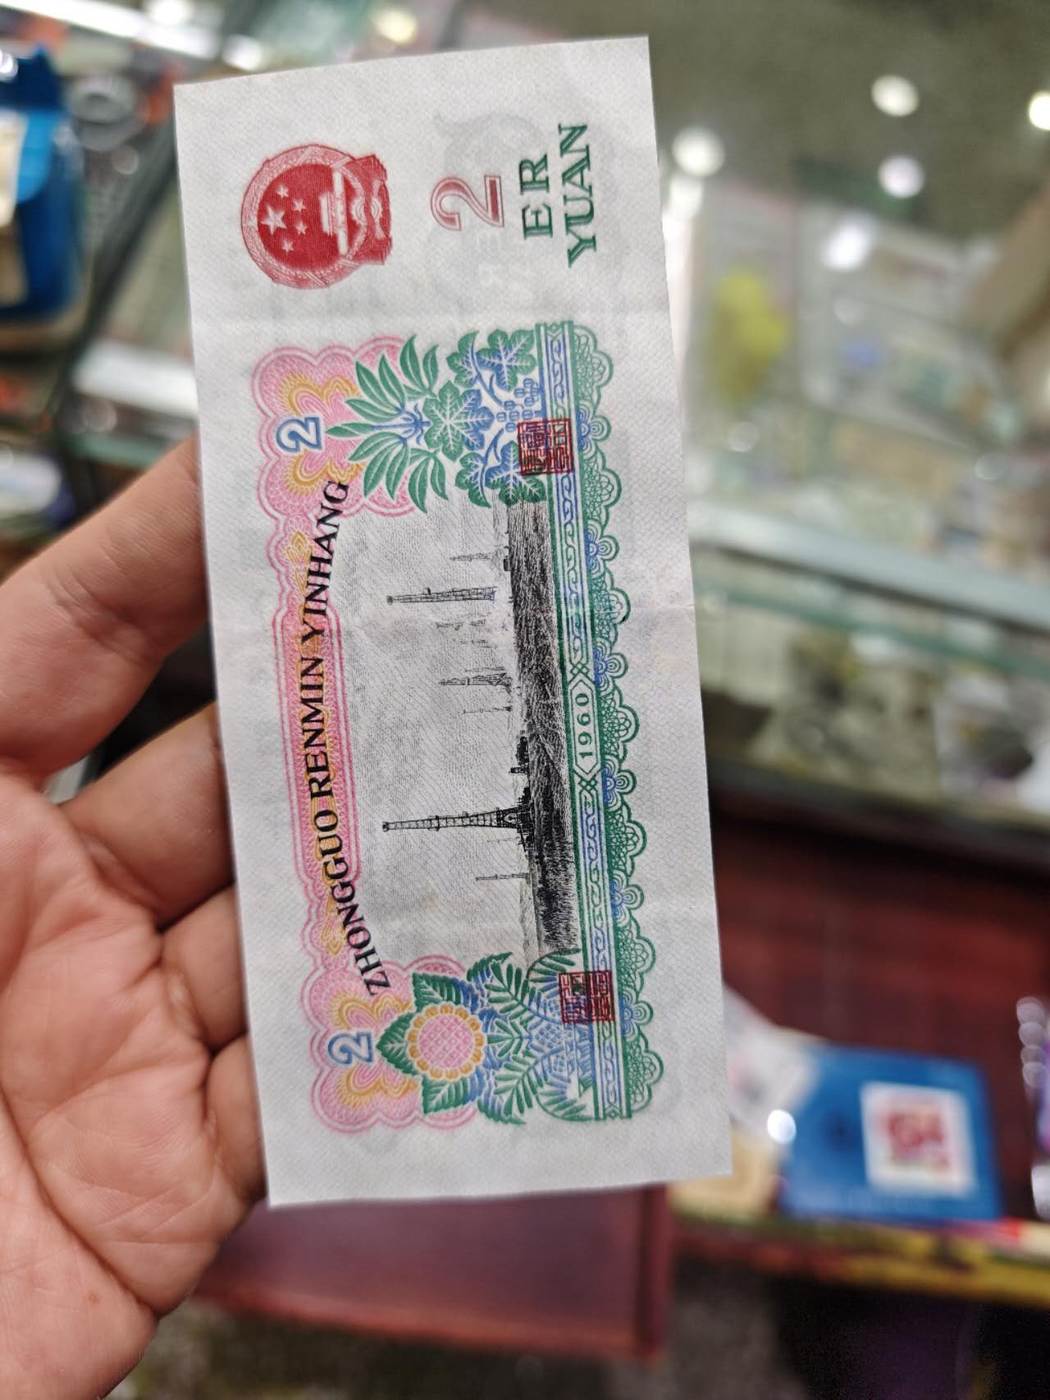 ZHONGGUO RENMIN YINHANG
2
2
2
ER
YUAN
1960